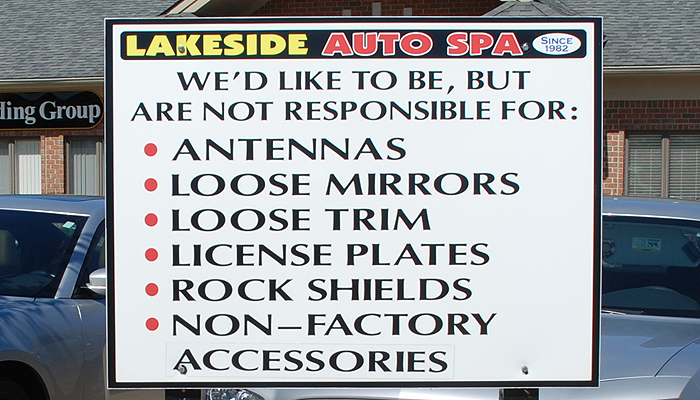 LAKESIDE AUTO SPA SINCE 1982
WE'D LIKE TO BE, BUT
ARE NOT RESPONSIBLE FOR:
• ANTENNAS
• LOOSE MIRRORS
• LOOSE TRIM
• LICENSE PLATES
• ROCK SHIELDS
• NON–FACTORY
ACCESSORIES
ding Group